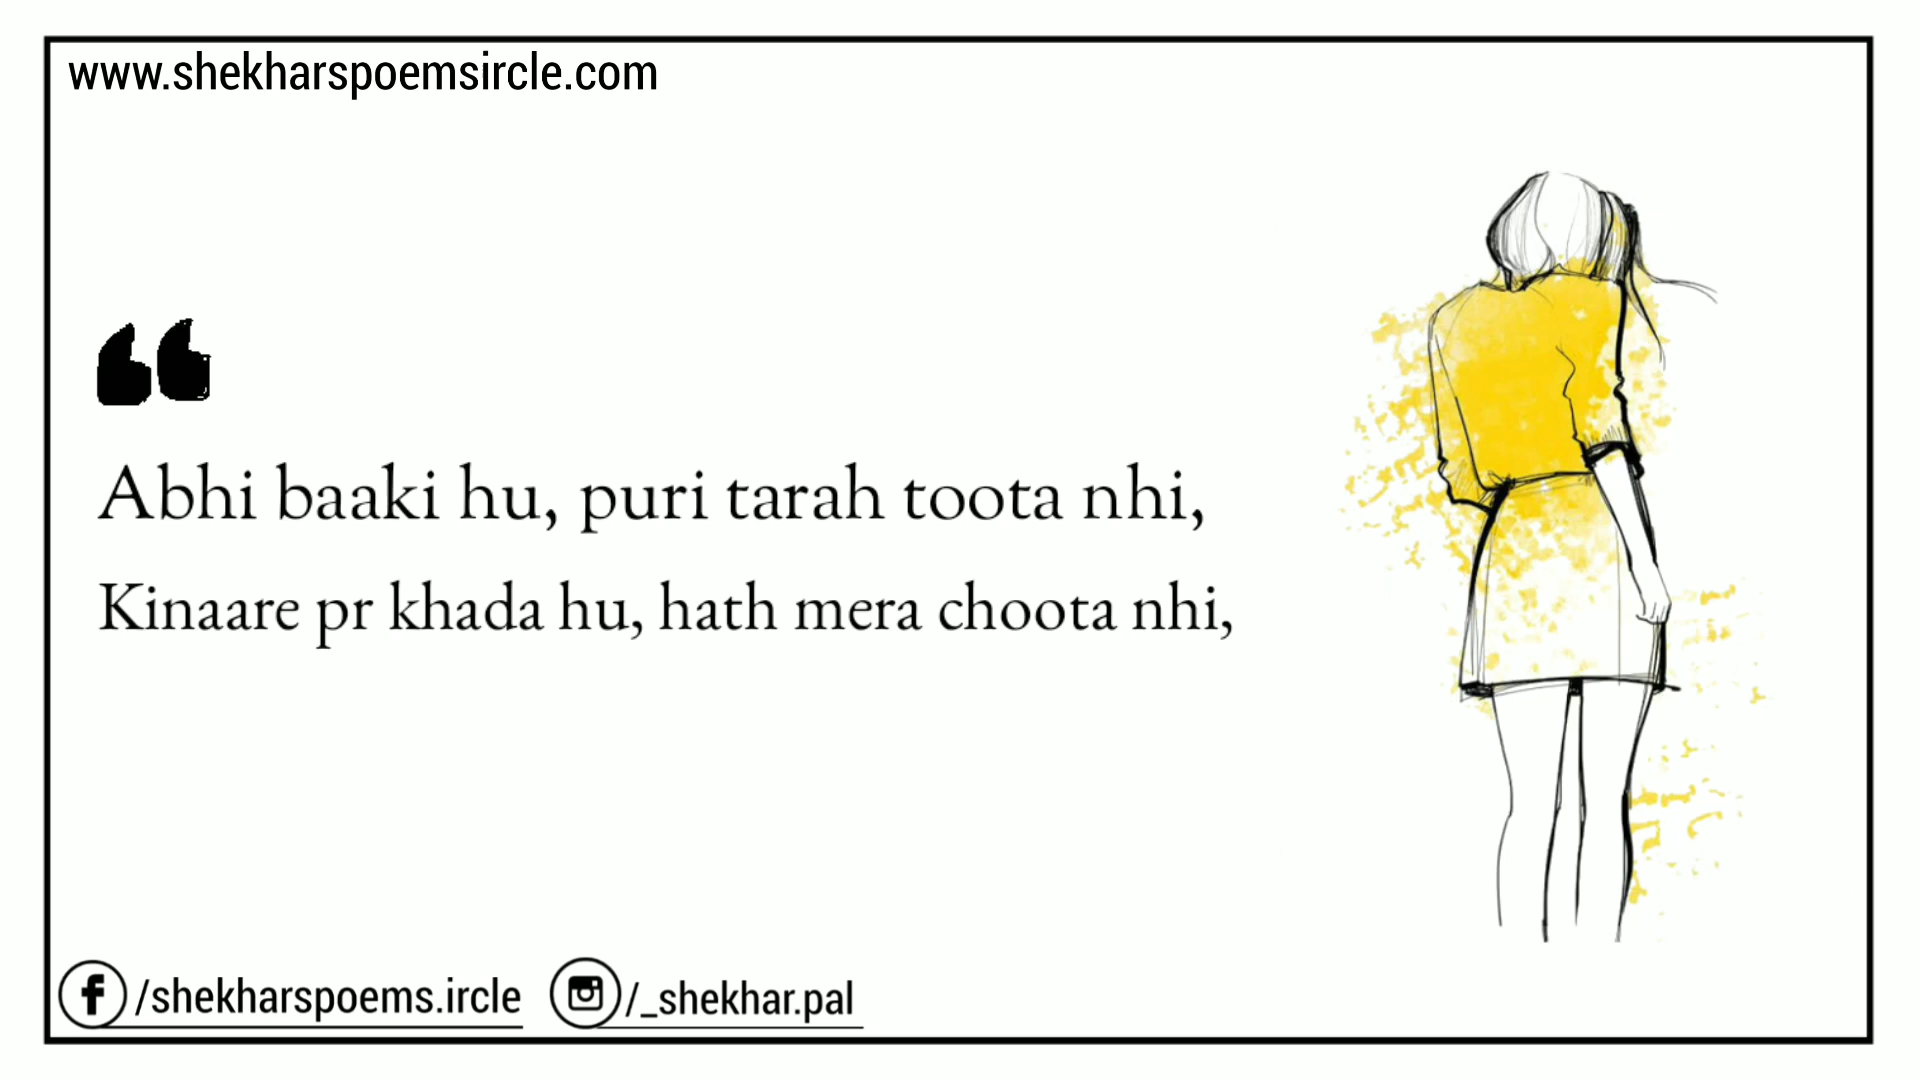 www.shekharspoemsircle.com
Abhi baaki hu, puri tarah toota nhi,
Kinaare pr khada hu, hath mera choota nhi,
/shekharspoems.ircle /_shekhar.pal